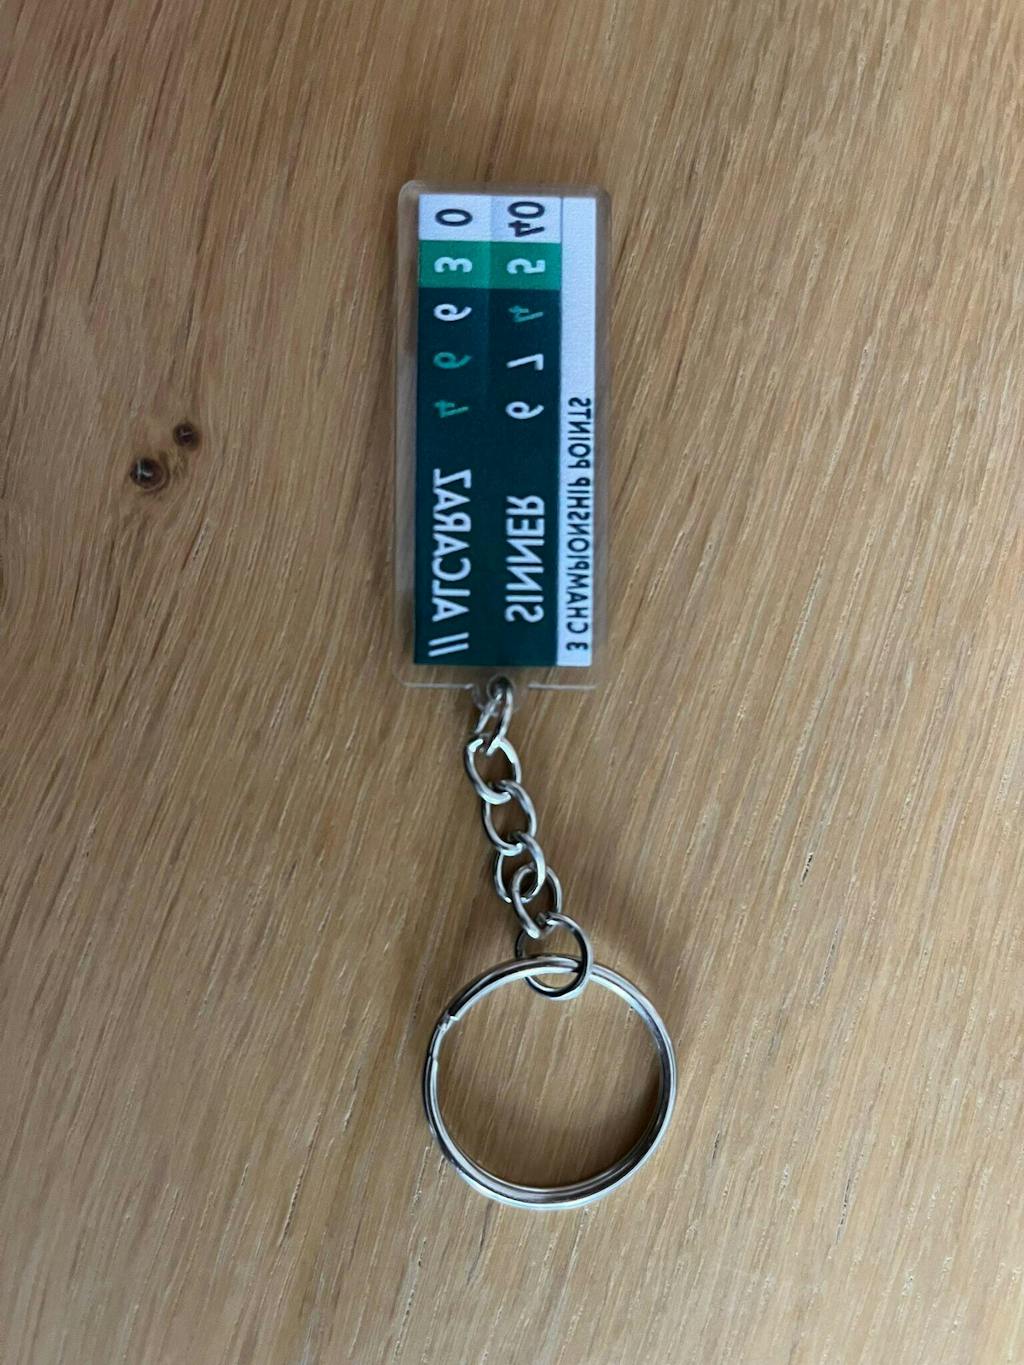 // ALCARAZ 4 6 6 3 0
SINNER 6 7 4 5 40
3 CHAMPIONSHIP POINTS